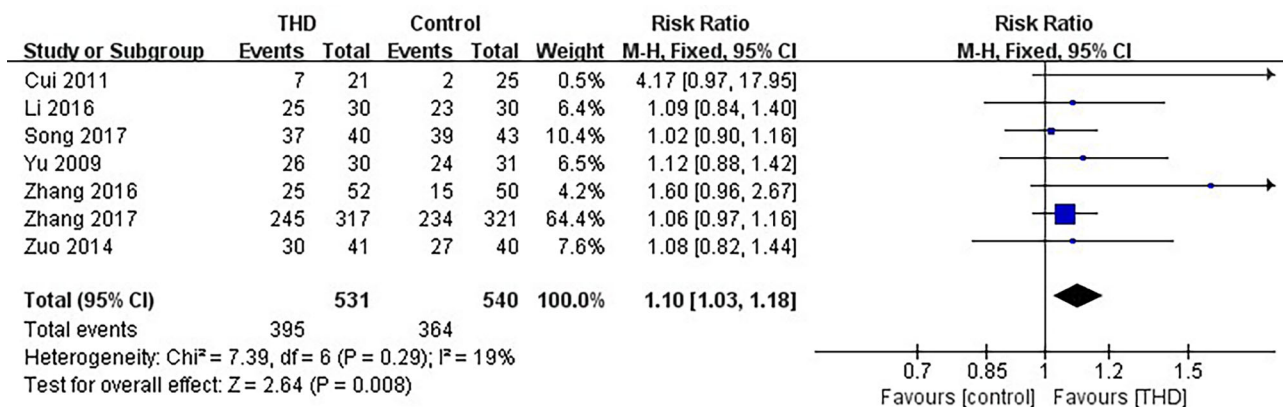 THD Control Risk Ratio Risk Ratio
Study or Subgroup Events Total Events Total Weight M-H, Fixed, 95% CI M-H, Fixed, 95% CI
Cui 2011 7 21 2 25 0.5% 4.17 [0.97, 17.95]
Li 2016 25 30 23 30 6.4% 1.09 [0.84, 1.40]
Song 2017 37 40 39 43 10.4% 1.02 [0.90, 1.16]
Yu 2009 26 30 24 31 6.5% 1.12 [0.88, 1.42]
Zhang 2016 25 52 15 50 4.2% 1.60 [0.96, 2.67]
Zhang 2017 245 317 234 321 64.4% 1.06 [0.97, 1.16]
Zuo 2014 30 41 27 40 7.6% 1.08 [0.82, 1.44]
Total (95% CI) 531 540 100.0% 1.10 [1.03, 1.18]
Total events 395 364
Heterogeneity: Chi² = 7.39, df = 6 (P = 0.29); I² = 19%
Test for overall effect: Z = 2.64 (P = 0.008)
0.7 0.85 1 1.2 1.5
Favours [control] Favours [THD]